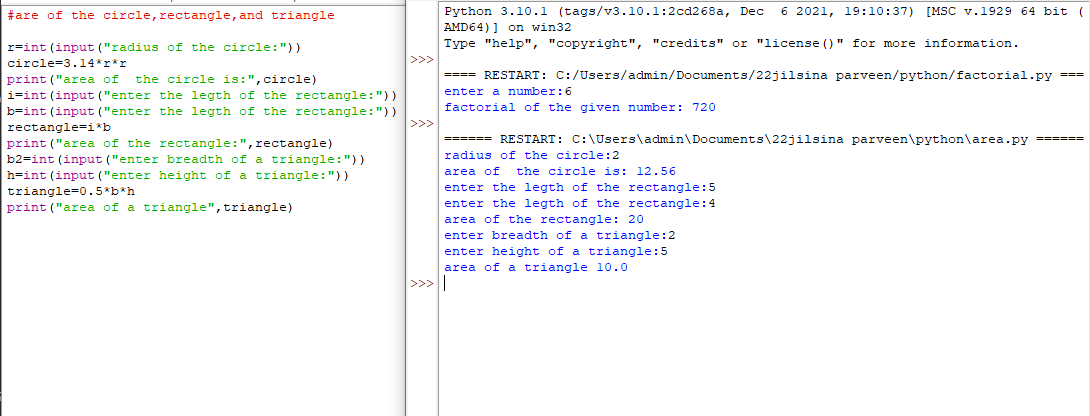 #are of the circle,rectangle,and triangle
r=int(input("radius of the circle:"))
circle=3.14*r*r
print("area of  the circle is:",circle)
i=int(input("enter the legth of the rectangle:"))
b=int(input("enter the legth of the rectangle:"))
rectangle=i*b
print("area of the rectangle:",rectangle)
b2=int(input("enter breadth of a triangle:"))
h=int(input("enter height of a triangle:"))
triangle=0.5*b*h
print("area of a triangle",triangle)
Python 3.10.1 (tags/v3.10.1:2cd268a, Dec  6 2021, 19:10:37) [MSC v.1929 64 bit (
AMD64)] on win32
Type "help", "copyright", "credits" or "license()" for more information.
>>>
==== RESTART: C:/Users/admin/Documents/22jilsina parveen/python/factorial.py ===
enter a number:6
factorial of the given number: 720
>>>
====== RESTART: C:\Users\admin\Documents\22jilsina parveen\python\area.py ======
radius of the circle:2
area of  the circle is: 12.56
enter the legth of the rectangle:5
enter the legth of the rectangle:4
area of the rectangle: 20
enter breadth of a triangle:2
enter height of a triangle:5
area of a triangle 10.0
>>>